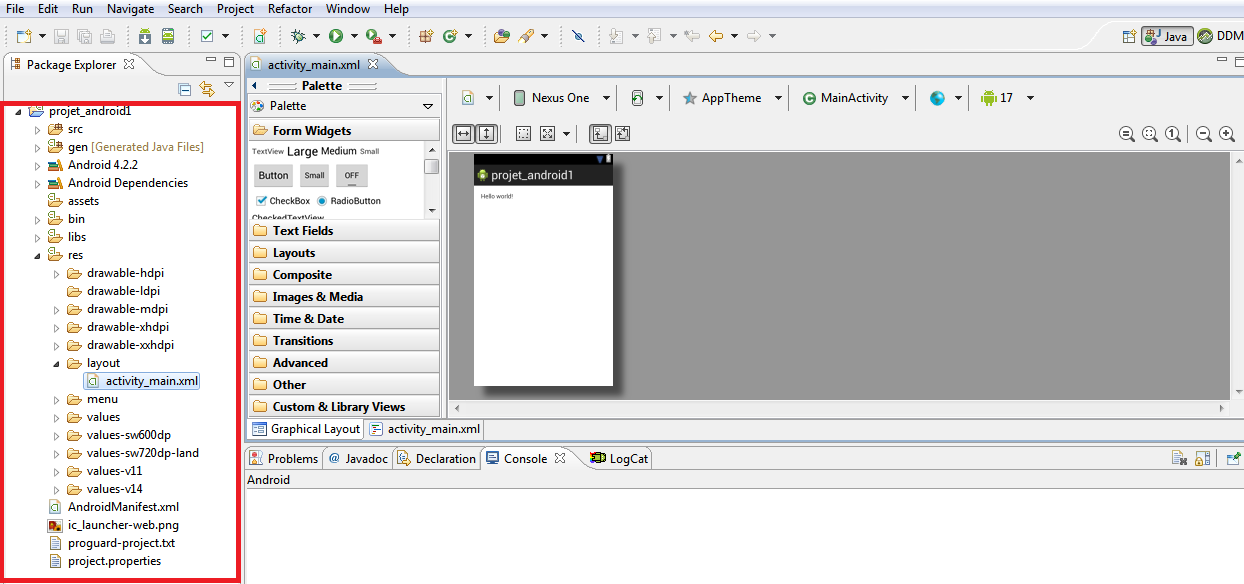 File Edit Run Navigate Search Project Refactor Window Help
Java DDM
Package Explorer
projet_android1
src
gen [Generated Java Files]
Android 4.2.2
Android Dependencies
assets
bin
libs
res
drawable-hdpi
drawable-ldpi
drawable-mdpi
drawable-xhdpi
drawable-xxhdpi
layout
activity_main.xml
menu
values
values-sw600dp
values-sw720dp-land
values-v11
values-v14
AndroidManifest.xml
ic_launcher-web.png
proguard-project.txt
project.properties
activity_main.xml
Palette
Palette
Form Widgets
TextView Large Medium Small
Button Small OFF
CheckBox RadioButton
CheckedTextView
Text Fields
Layouts
Composite
Images & Media
Time & Date
Transitions
Advanced
Other
Custom & Library Views
Nexus One AppTheme MainActivity 17
projet_android1
Hello world!
Graphical Layout activity_main.xml
Problems @ Javadoc Declaration Console LogCat
Android